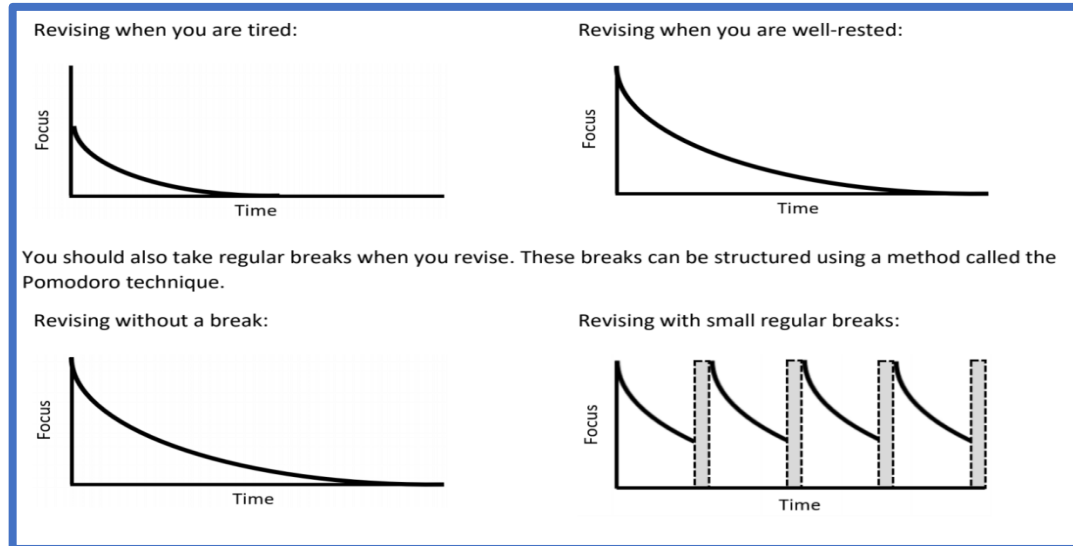 Revising when you are tired:
Revising when you are well-rested:
Focus
Time
Focus
Time
You should also take regular breaks when you revise. These breaks can be structured using a method called the
Pomodoro technique.
Revising without a break:
Revising with small regular breaks:
Focus
Time
Focus
Time